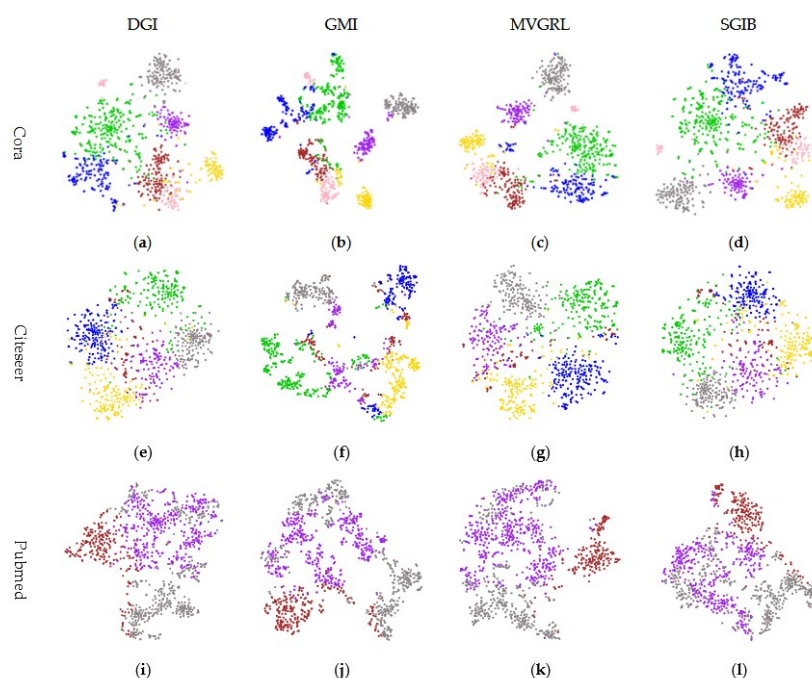 DGI GMI MVGRL SGIB
Cora
(a) (b) (c) (d)
Citeseer
(e) (f) (g) (h)
Pubmed
(i) (j) (k) (l)